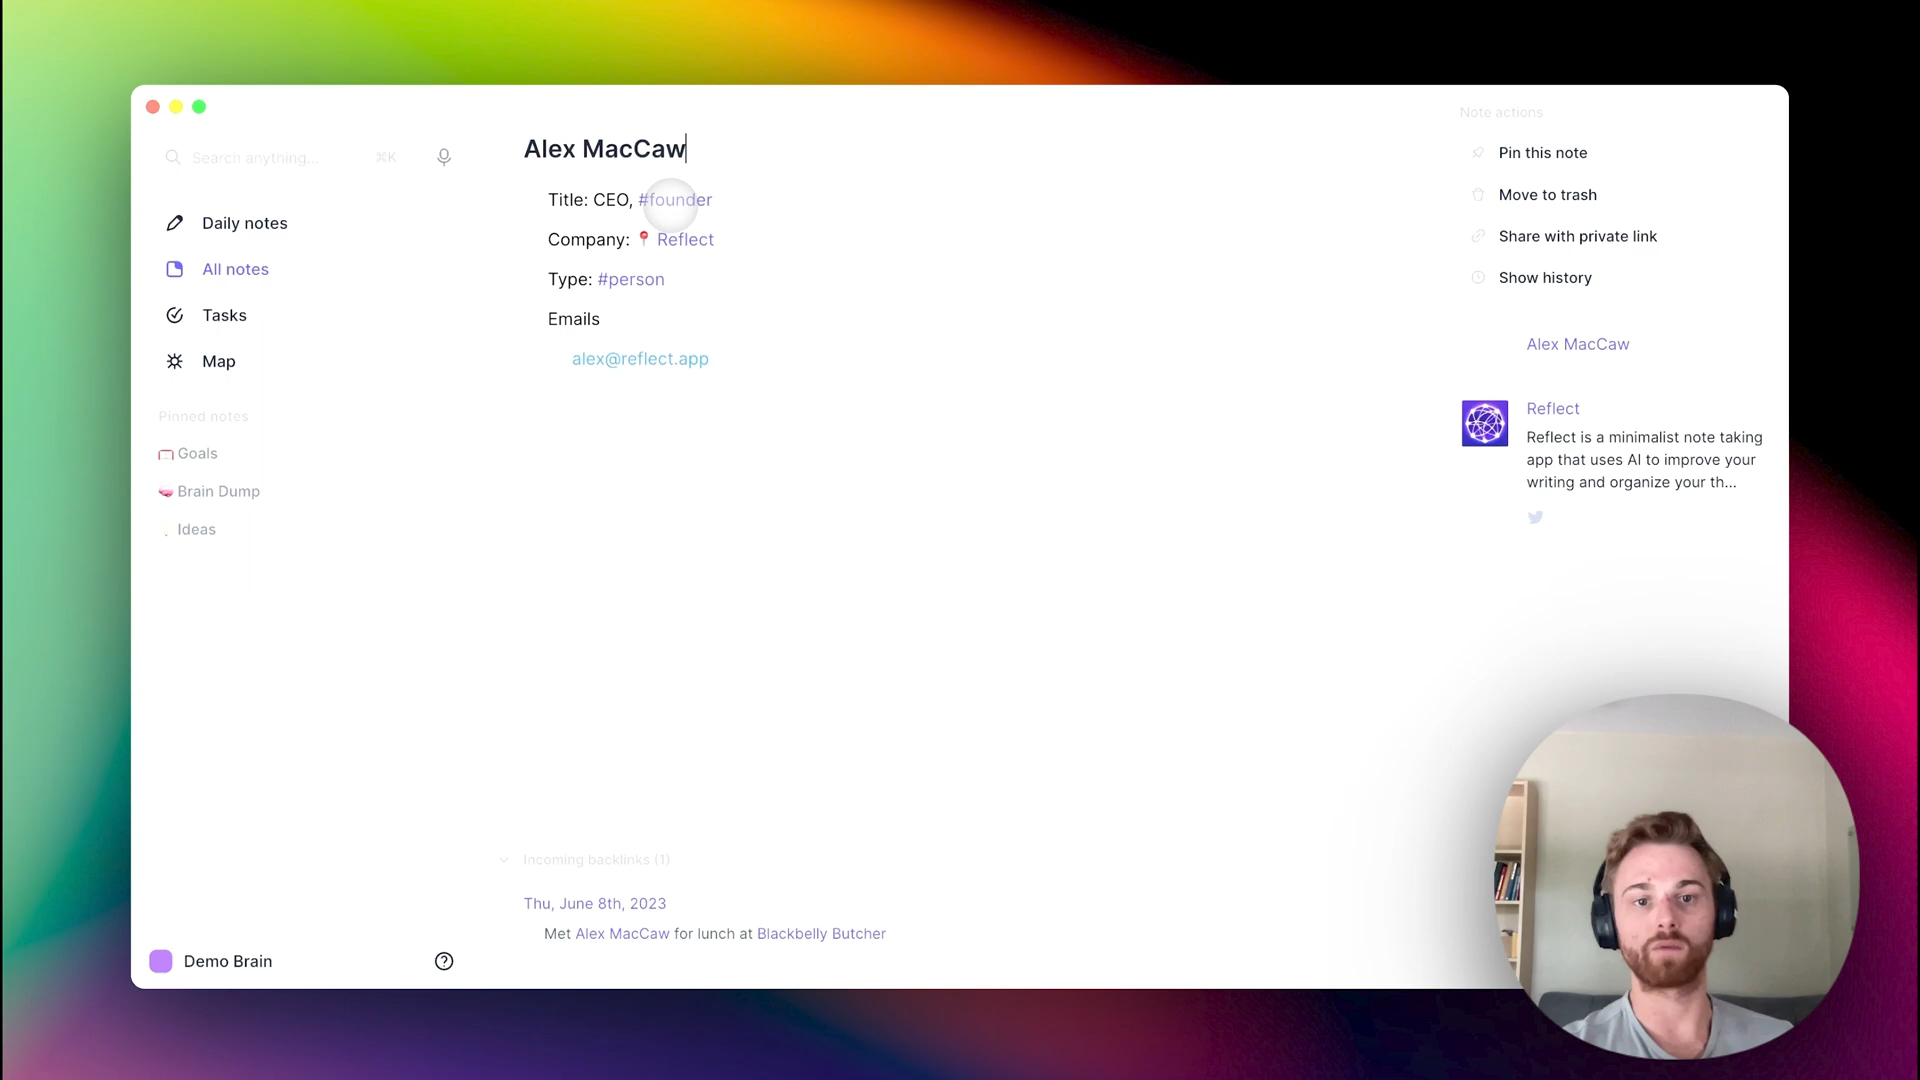 Search anything...
⌘K
Daily notes
All notes
Tasks
Map
Pinned notes
Goals
Brain Dump
Ideas
Demo Brain
Alex MacCaw
Title: CEO, #founder
Company: 📍 Reflect
Type: #person
Emails
alex@reflect.app
Incoming backlinks (1)
Thu, June 8th, 2023
Met Alex MacCaw for lunch at Blackbelly Butcher
Note actions
Pin this note
Move to trash
Share with private link
Show history
Alex MacCaw
Reflect
Reflect is a minimalist note taking
app that uses AI to improve your
writing and organize your th...